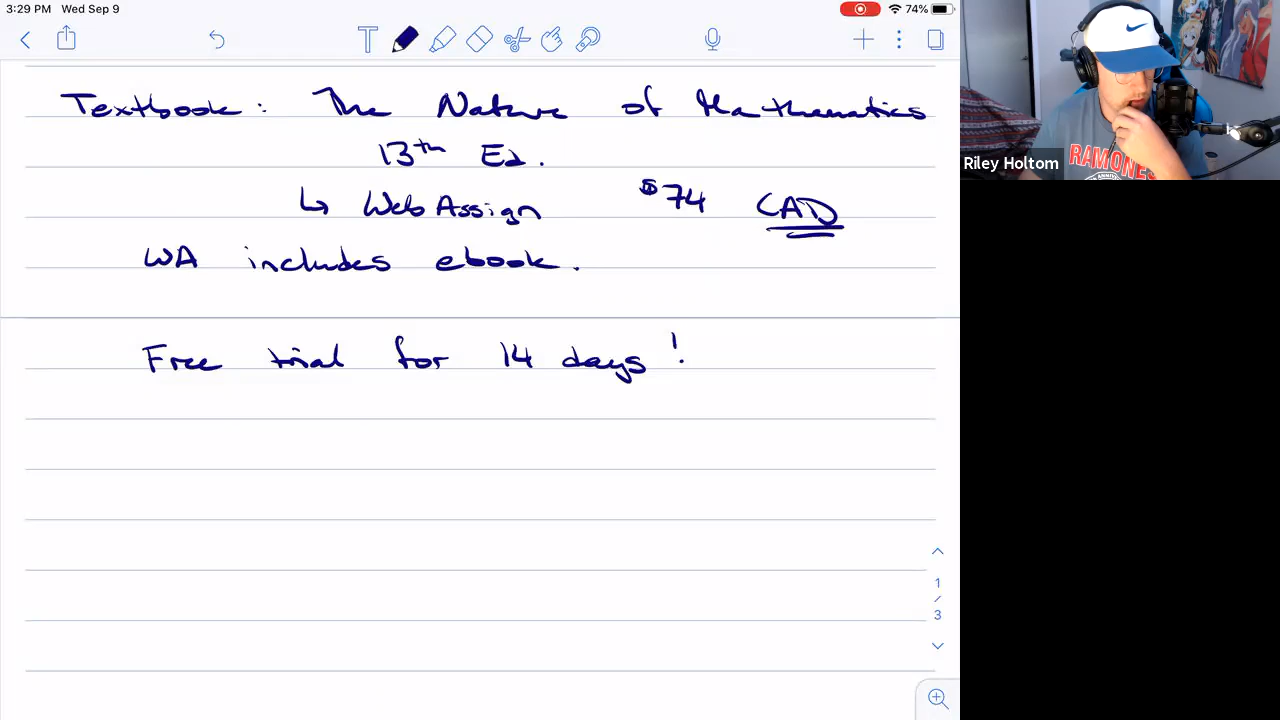 3:29 PM Wed Sep 9
74%
Textbook: The Nature of Mathematics
13th Ed.
↳ WebAssign $74 CAD
WA includes ebook.
Free trial for 14 days!
1
/
3
Riley Holtom
RAMONES